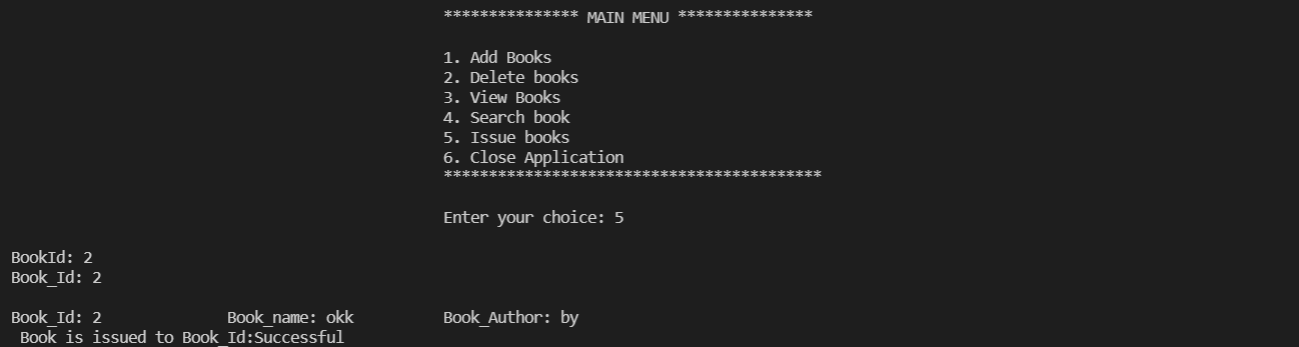 *************** MAIN MENU ***************
1. Add Books
2. Delete books
3. View Books
4. Search book
5. Issue books
6. Close Application
******************************************
Enter your choice: 5
BookId: 2
Book_Id: 2
Book_Id: 2 Book_name: okk Book_Author: by
Book is issued to Book_Id:Successful